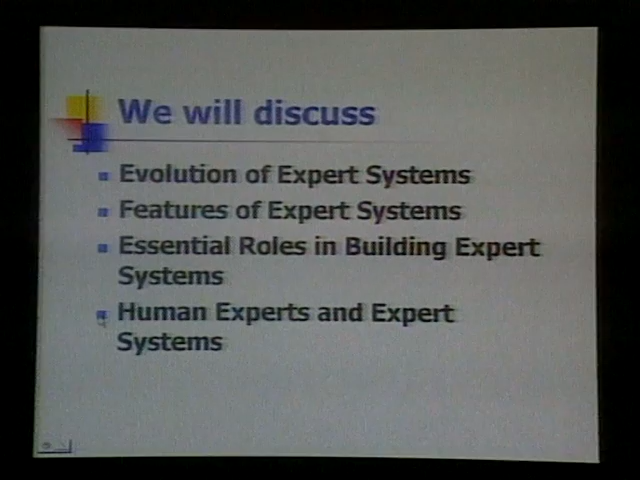 We will discuss
Evolution of Expert Systems
Features of Expert Systems
Essential Roles in Building Expert
Systems
Human Experts and Expert
Systems